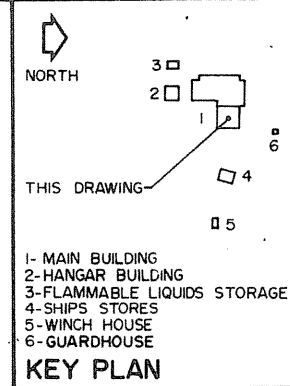 NORTH
3
2
1
6
THIS DRAWING
4
5
1- MAIN BUILDING
2-HANGAR BUILDING
3-FLAMMABLE LIQUIDS STORAGE
4-SHIPS STORES
5-WINCH HOUSE
6-GUARDHOUSE
KEY PLAN